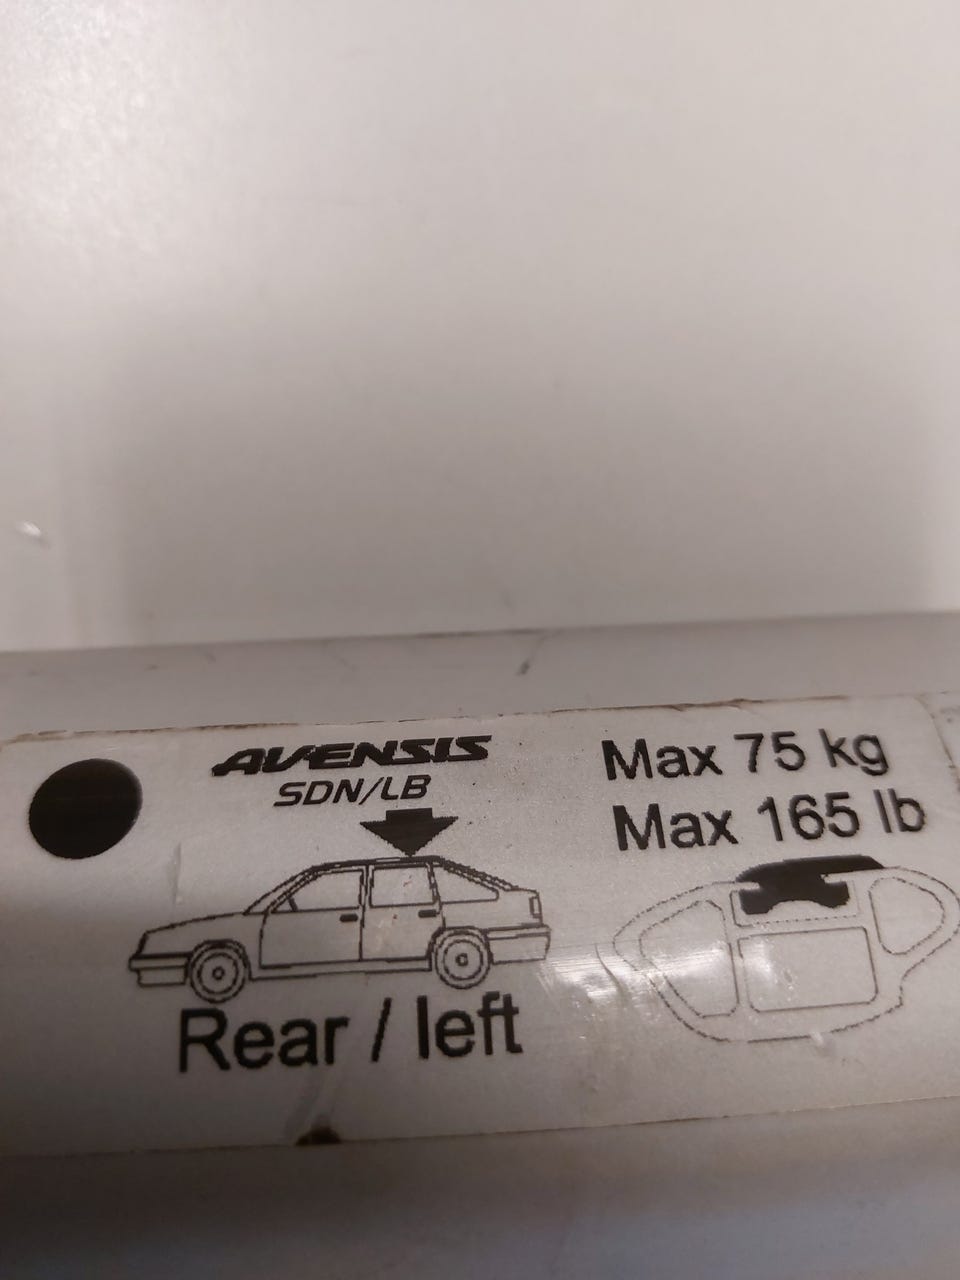 AVENSIS
SDN/LB
Rear / left
Max 75 kg
Max 165 lb